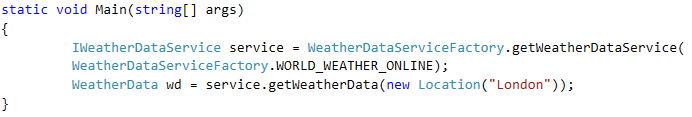 static void Main(string[] args)
{
IWeatherDataService service = WeatherDataServiceFactory.getWeatherDataService(
WeatherDataServiceFactory.WORLD_WEATHER_ONLINE);
WeatherData wd = service.getWeatherData(new Location("London"));
}